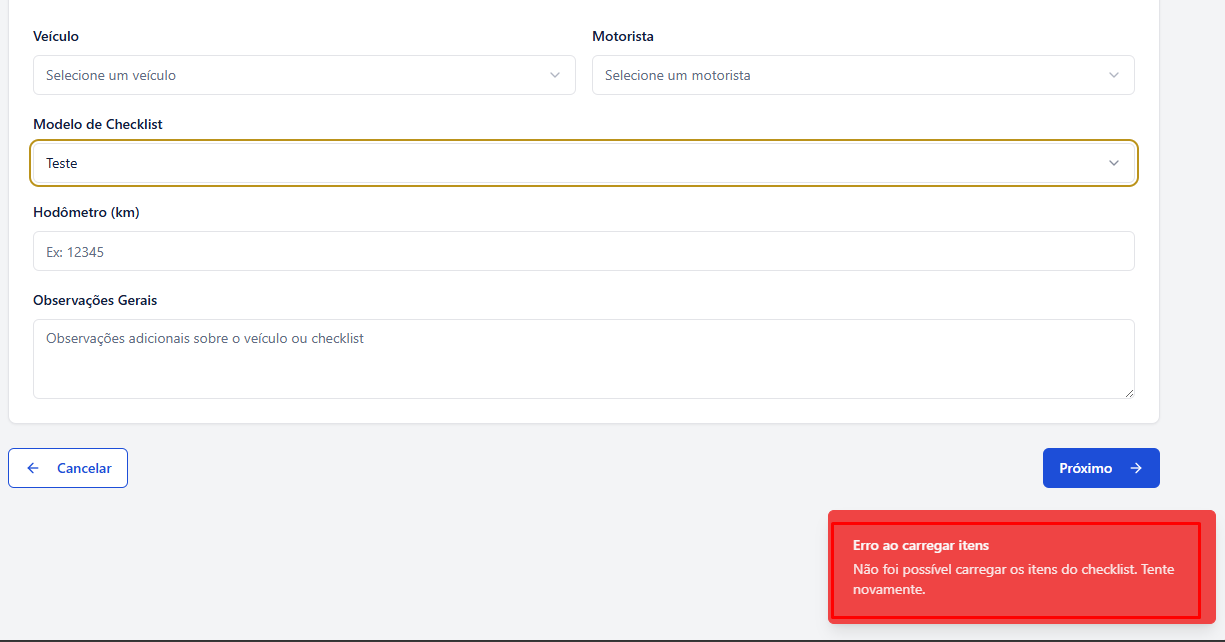 Veículo
Motorista
Selecione um veículo
Selecione um motorista
Modelo de Checklist
Teste
Hodômetro (km)
Ex: 12345
Observações Gerais
Observações adicionais sobre o veículo ou checklist
Cancelar
Próximo
Erro ao carregar itens
Não foi possível carregar os itens do checklist. Tente
novamente.